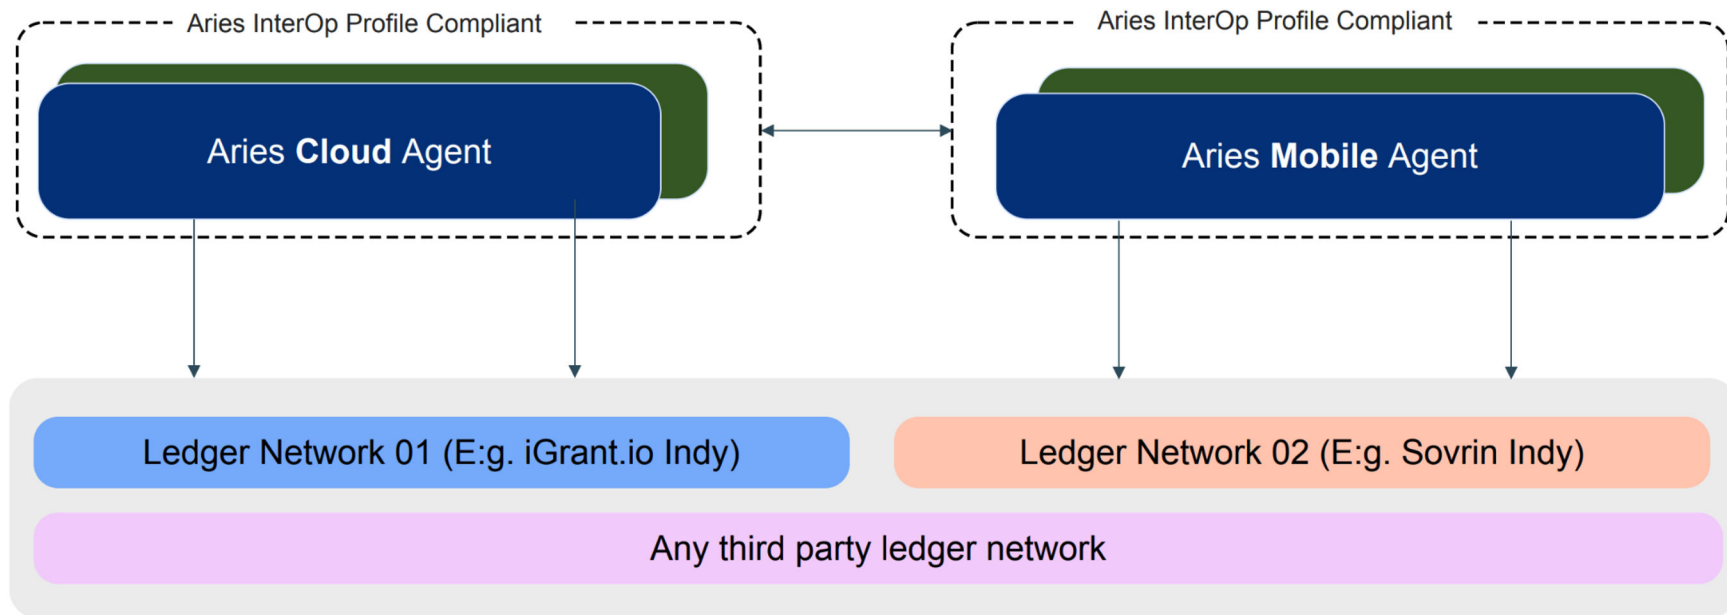 Aries InterOp Profile Compliant
Aries InterOp Profile Compliant
Aries Cloud Agent
Aries Mobile Agent
Ledger Network 01 (E:g. iGrant.io Indy)
Ledger Network 02 (E:g. Sovrin Indy)
Any third party ledger network